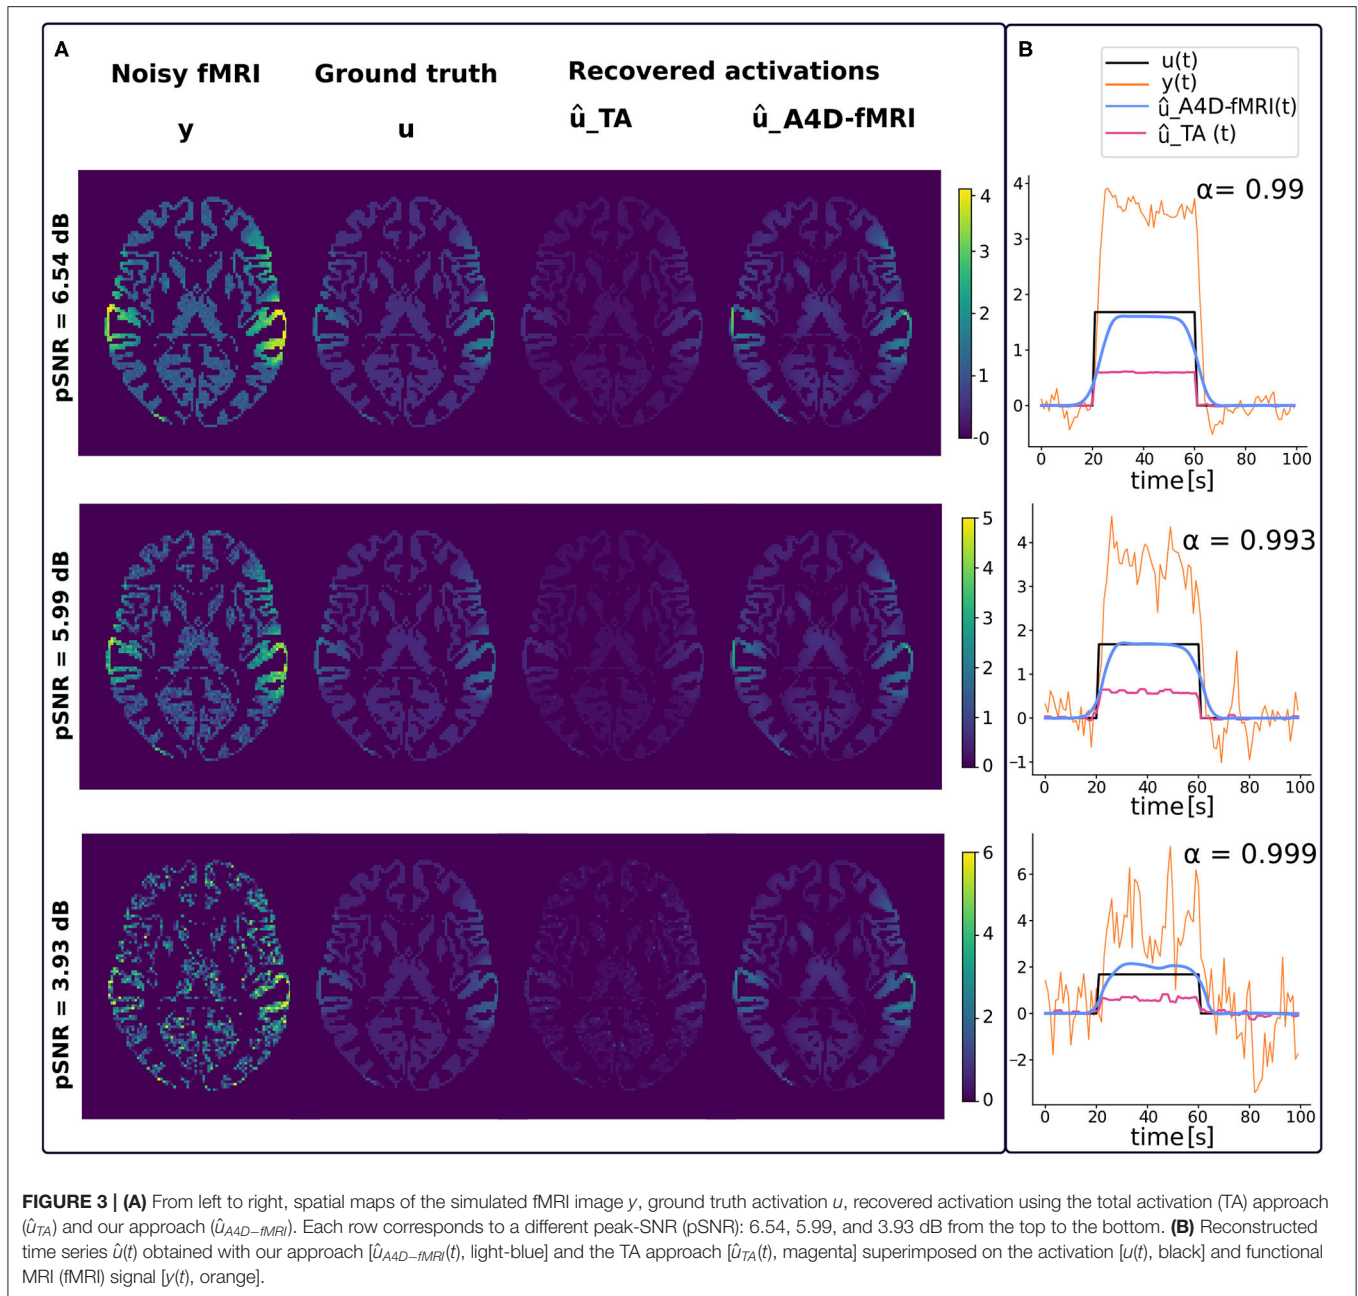 A
Noisy fMRI Ground truth Recovered activations
y u û_TA û_A4D-fMRI
pSNR = 6.54 dB
4
3
2
1
0
pSNR = 5.99 dB
5
4
3
2
1
0
pSNR = 3.93 dB
6
4
2
0
B
u(t)
y(t)
û_A4D-fMRI(t)
û_TA (t)
α= 0.99
4
3
2
1
0
0 20 40 60 80 100
time[s]
α = 0.993
4
3
2
1
0
−1
0 20 40 60 80 100
time[s]
α = 0.999
6
4
2
0
−2
0 20 40 60 80 100
time[s]
FIGURE 3 | (A) From left to right, spatial maps of the simulated fMRI image y, ground truth activation u, recovered activation using the total activation (TA) approach
(û_TA) and our approach (û_A4D−fMRI). Each row corresponds to a different peak-SNR (pSNR): 6.54, 5.99, and 3.93 dB from the top to the bottom. (B) Reconstructed
time series û(t) obtained with our approach [û_A4D−fMRI(t), light-blue] and the TA approach [û_TA(t), magenta] superimposed on the activation [u(t), black] and functional
MRI (fMRI) signal [y(t), orange].